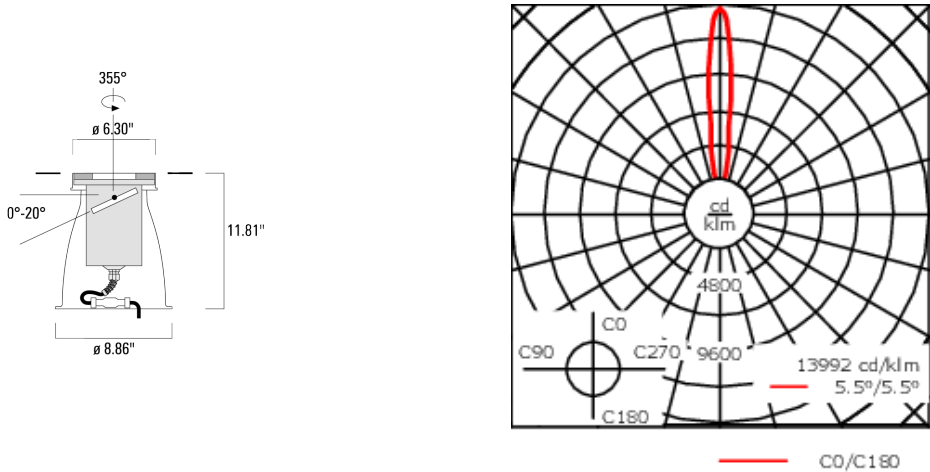 355°
ø 6.30"
0°-20°
11.81"
ø 8.86"
cd
klm
4800
9600
C0
C90
C270
C180
13992 cd/klm
5.5°/5.5°
C0/C180